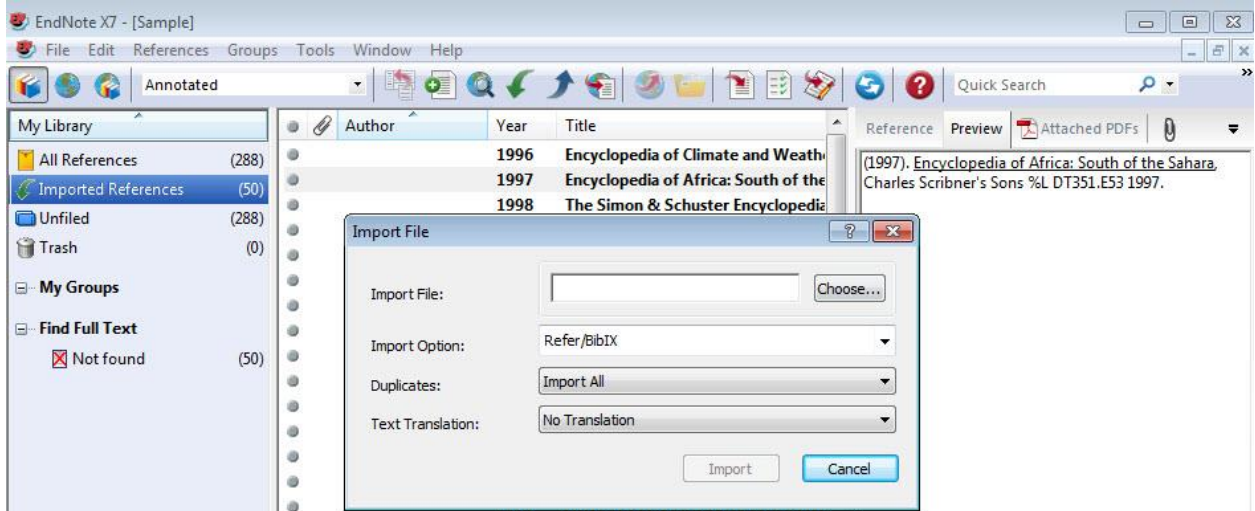 EndNote X7 - [Sample]
File Edit References Groups Tools Window Help
Annotated
Quick Search
My Library
All References (288)
Imported References (50)
Unfiled (288)
Trash (0)
My Groups
Find Full Text
Not found (50)
Author Year Title
1996 Encyclopedia of Climate and Weath
1997 Encyclopedia of Africa: South of the
1998 The Simon & Schuster Encyclopedia
Reference Preview Attached PDFs
(1997). Encyclopedia of Africa: South of the Sahara,
Charles Scribner's Sons %L DT351.E53 1997.
Import File
Import File: Choose...
Import Option: Refer/BibIX
Duplicates: Import All
Text Translation: No Translation
Import Cancel